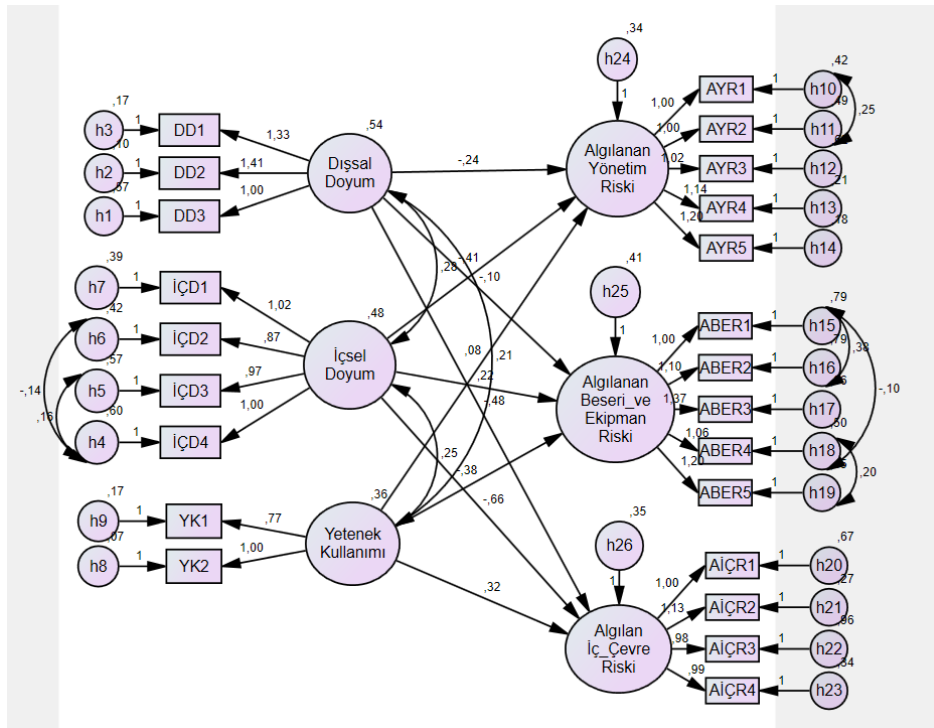 ,34
h24
1
,17
h3
1
DD1
1,33
,10
h2
1
DD2
1,41
,57
h1
1
DD3
1,00
,54
Dışsal
Doyum
-,24
Algılanan
Yönetim
Riski
1,00
AYR1
1
h10
,42
1,00
AYR2
1
h11
,49
,25
1,02
AYR3
1
h12
1,14
AYR4
1
h13
,21
1,20
AYR5
1
h14
,18
,39
h7
1
İÇD1
1,02
,42
h6
1
İÇD2
,87
,57
h5
1
İÇD3
,97
,60
h4
1
İÇD4
1,00
-,14
,16
,48
İçsel
Doyum
,28
-,41
-,10
,08
,21
,22
-,48
,25
-,38
-,66
,41
h25
1
Algılanan
Beseri_ve
Ekipman
Riski
1,00
ABER1
1
h15
,79
1,10
ABER2
1
h16
,79
,38
-,10
1,37
ABER3
1
h17
1,06
ABER4
1
h18
,50
1,20
ABER5
1
h19
,20
,17
h9
1
YK1
,77
,07
h8
1
YK2
1,00
,36
Yetenek
Kullanımı
,32
,35
h26
1
Algılan
İç_Çevre
Riski
1,00
AİÇR1
1
h20
,67
1,13
AİÇR2
1
h21
,27
,98
AİÇR3
1
h22
,96
,99
AİÇR4
1
h23
,34